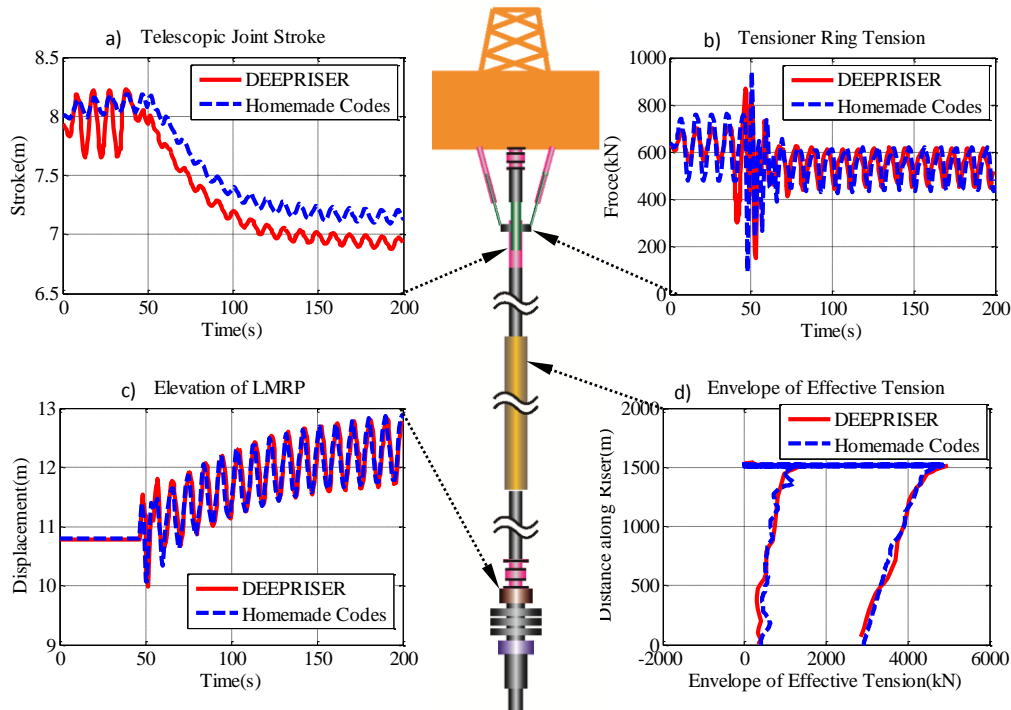 a) Telescopic Joint Stroke
8.5
8
7.5
7
6.5
Stroke(m)
DEEPRISER
Homemade Codes
0 50 100 150 200
Time(s)
b) Tensioner Ring Tension
1000
800
600
400
200
0
Froce(kN)
DEEPRISER
Homemade Codes
0 50 100 150 200
Time(s)
c) Elevation of LMRP
13
12
11
10
9
Displacement(m)
DEEPRISER
Homemade Codes
0 50 100 150 200
Time(s)
d) Envelope of Effective Tension
2000
1500
1000
500
0
Distance along Riser(m)
DEEPRISER
Homemade Codes
-2000 0 2000 4000 6000
Envelope of Effective Tension(kN)